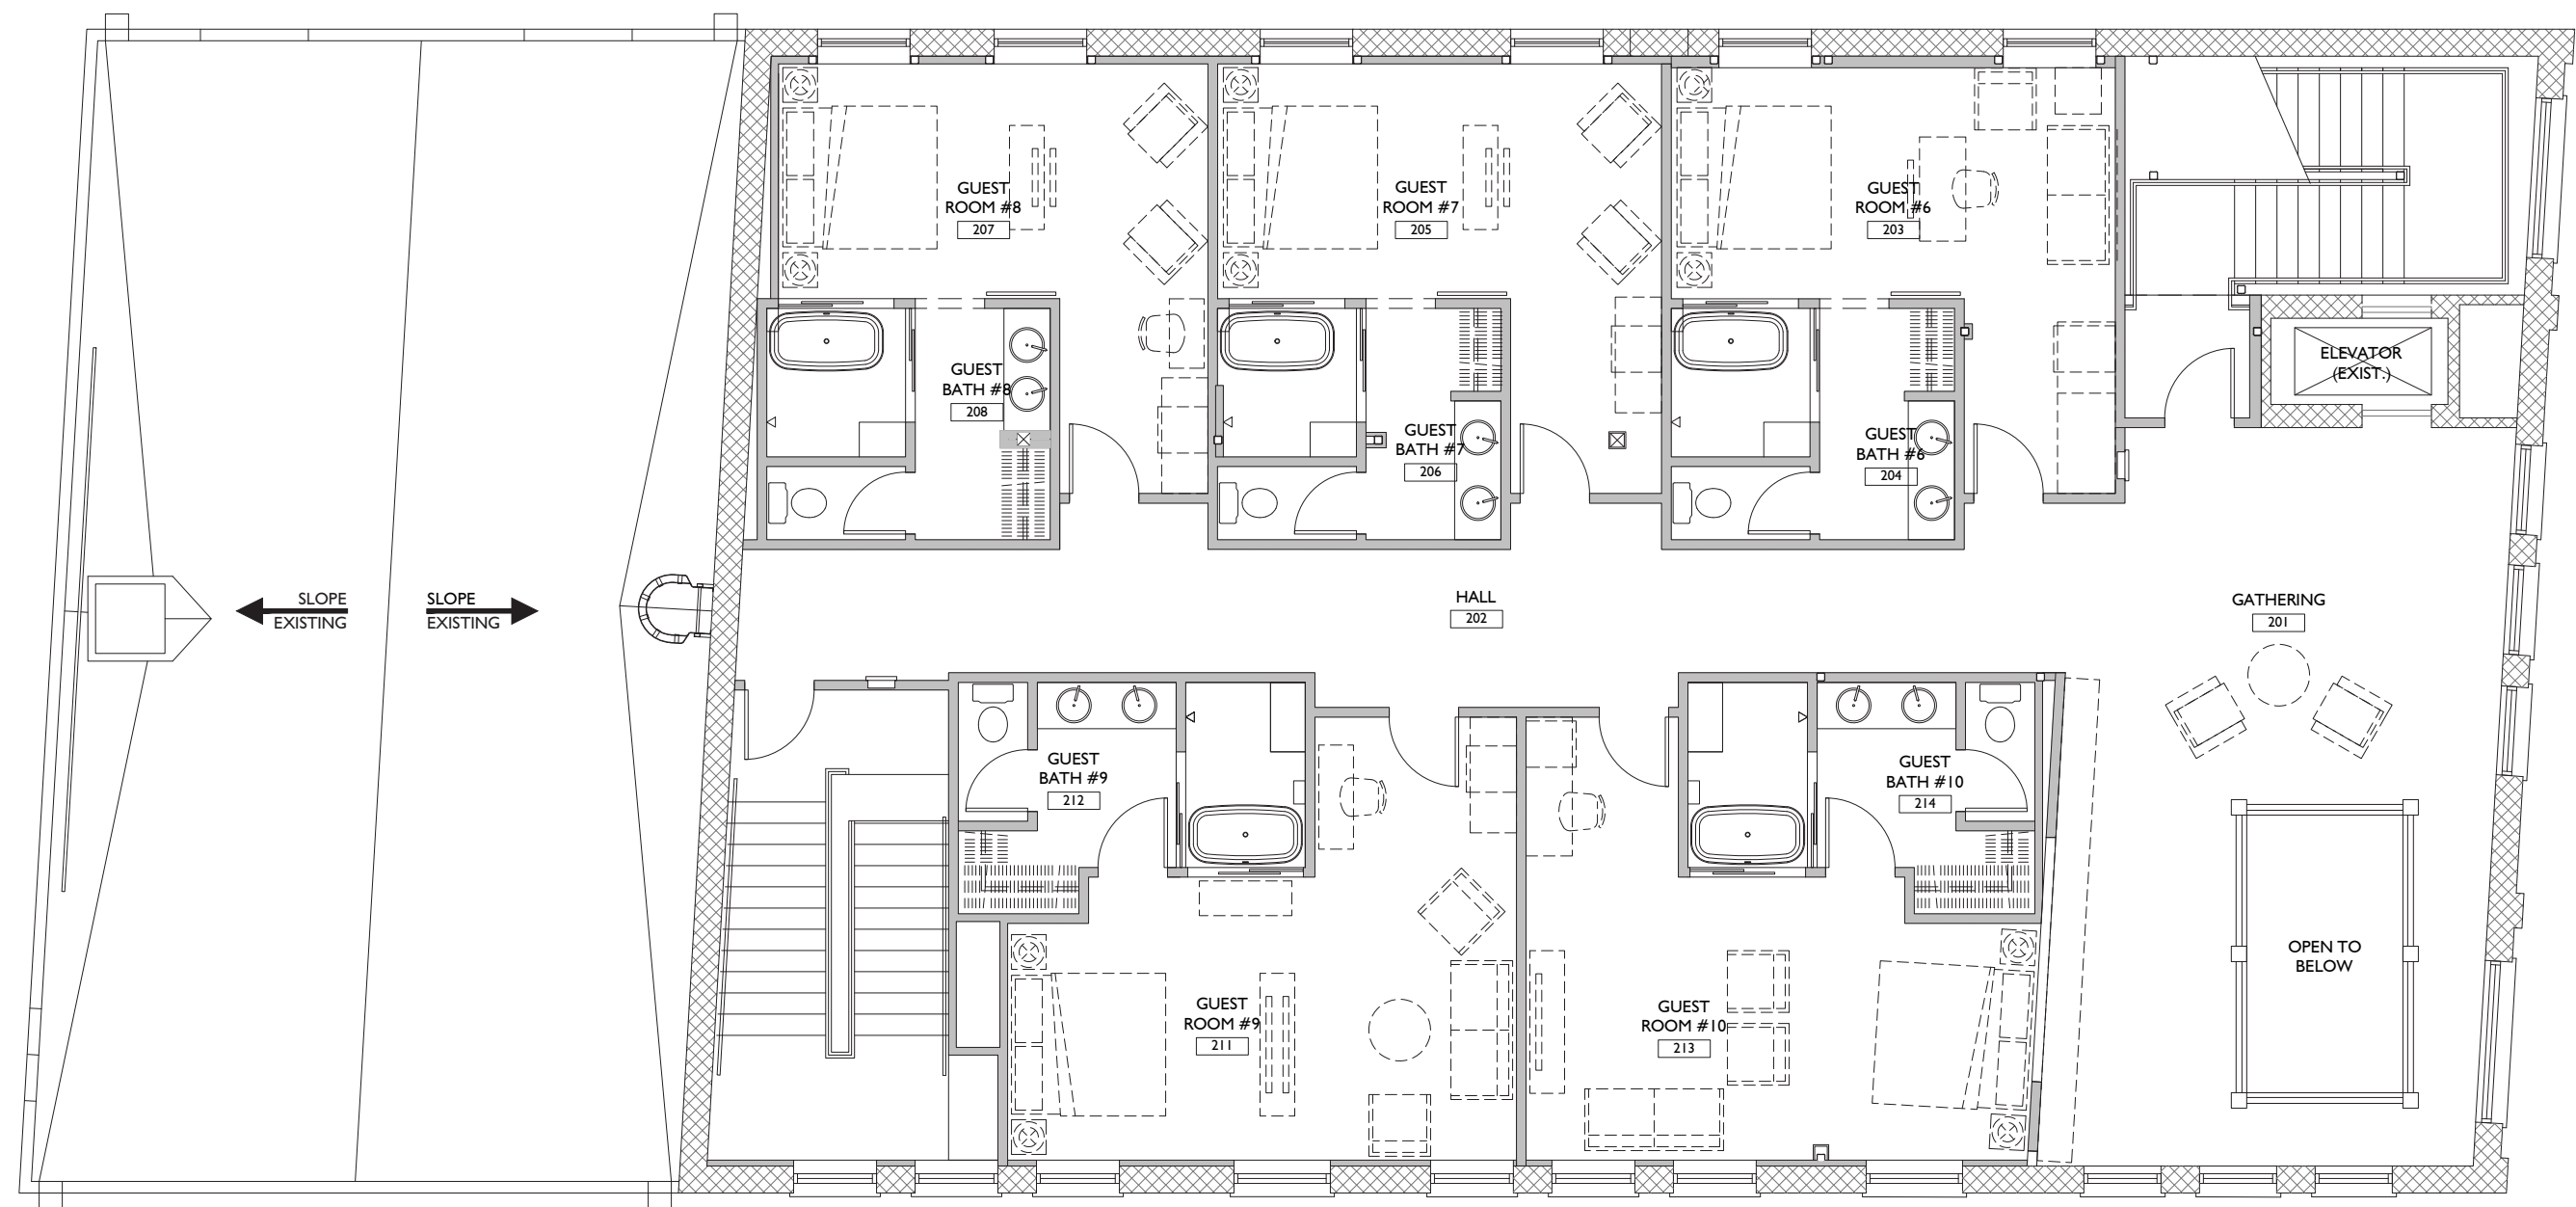 GUEST
ROOM #8
207
GUEST
ROOM #7
205
GUEST
ROOM #6
203
ELEVATOR
(EXIST.)
GUEST
BATH #8
208
GUEST
BATH #7
206
GUEST
BATH #6
204
SLOPE
EXISTING
SLOPE
EXISTING
HALL
202
GATHERING
201
GUEST
BATH #9
212
GUEST
BATH #10
214
OPEN TO
BELOW
GUEST
ROOM #9
211
GUEST
ROOM #10
213